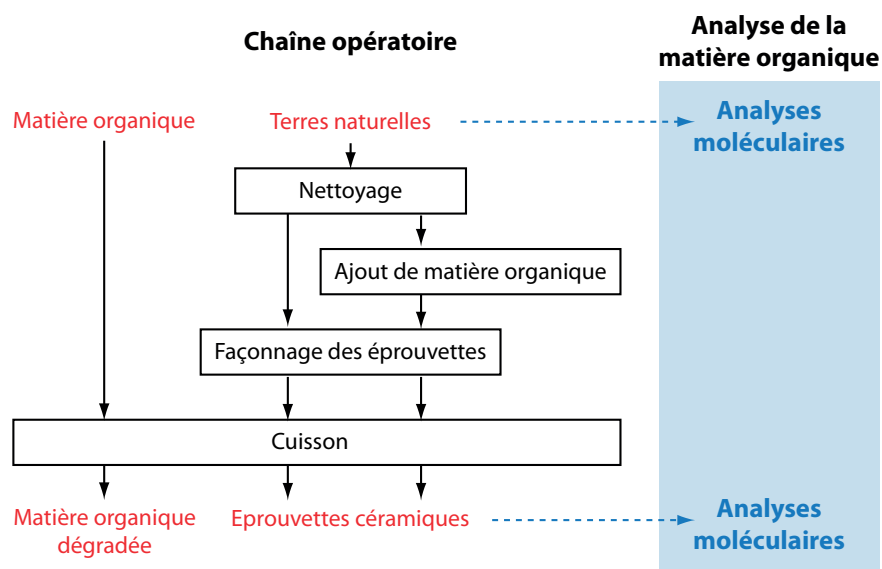 Chaîne opératoire
Analyse de la
matière organique
Matière organique
Terres naturelles
Analyses
moléculaires
Nettoyage
Ajout de matière organique
Façonnage des éprouvettes
Cuisson
Matière organique
dégradée
Eprouvettes céramiques
Analyses
moléculaires